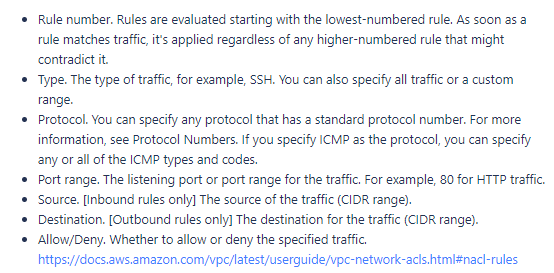 • Rule number. Rules are evaluated starting with the lowest-numbered rule. As soon as a
rule matches traffic, it's applied regardless of any higher-numbered rule that might
contradict it.
• Type. The type of traffic, for example, SSH. You can also specify all traffic or a custom
range.
• Protocol. You can specify any protocol that has a standard protocol number. For more
information, see Protocol Numbers. If you specify ICMP as the protocol, you can specify
any or all of the ICMP types and codes.
• Port range. The listening port or port range for the traffic. For example, 80 for HTTP traffic.
• Source. [Inbound rules only] The source of the traffic (CIDR range).
• Destination. [Outbound rules only] The destination for the traffic (CIDR range).
• Allow/Deny. Whether to allow or deny the specified traffic.
https://docs.aws.amazon.com/vpc/latest/userguide/vpc-network-acls.html#nacl-rules